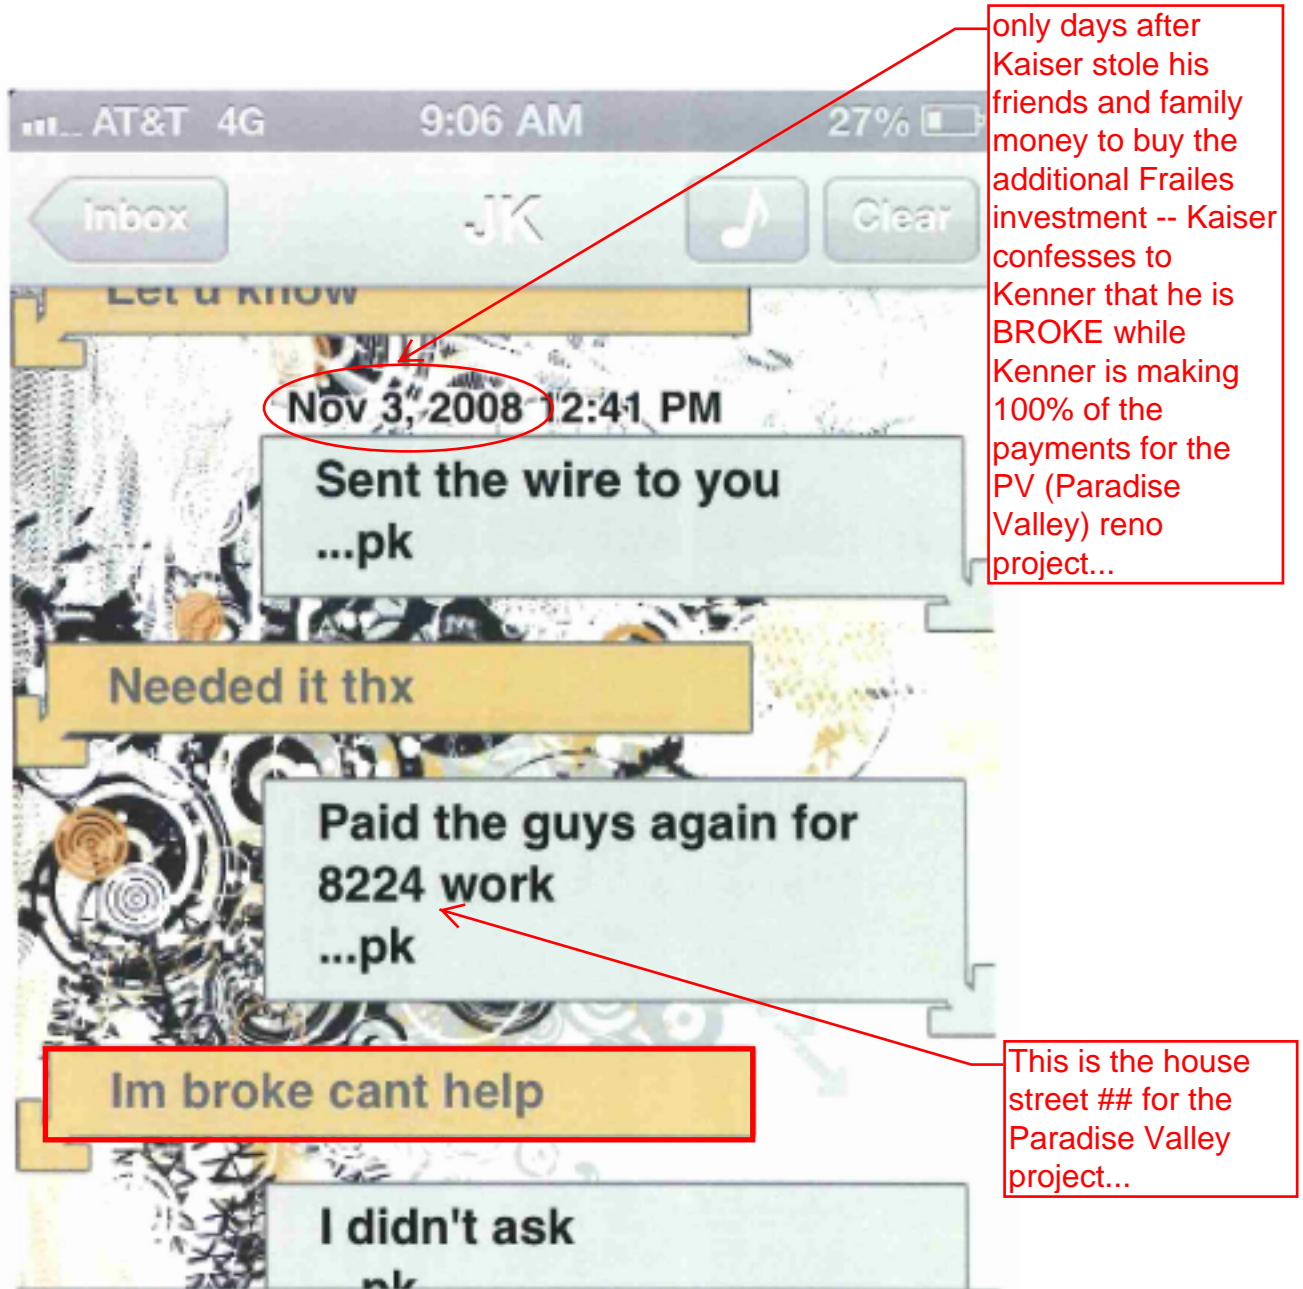 only days after
Kaiser stole his
friends and family
money to buy the
additional Frailes
investment -- Kaiser
confesses to
Kenner that he is
BROKE while
Kenner is making
100% of the
payments for the
PV (Paradise
Valley) reno
project...
AT&T 4G 9:06 AM 27%
Inbox JK Clear
Let u know
Nov 3, 2008 12:41 PM
Sent the wire to you
...pk
Needed it thx
Paid the guys again for
8224 work
...pk
Im broke cant help
This is the house
street ## for the
Paradise Valley
project...
I didn't ask
...pk